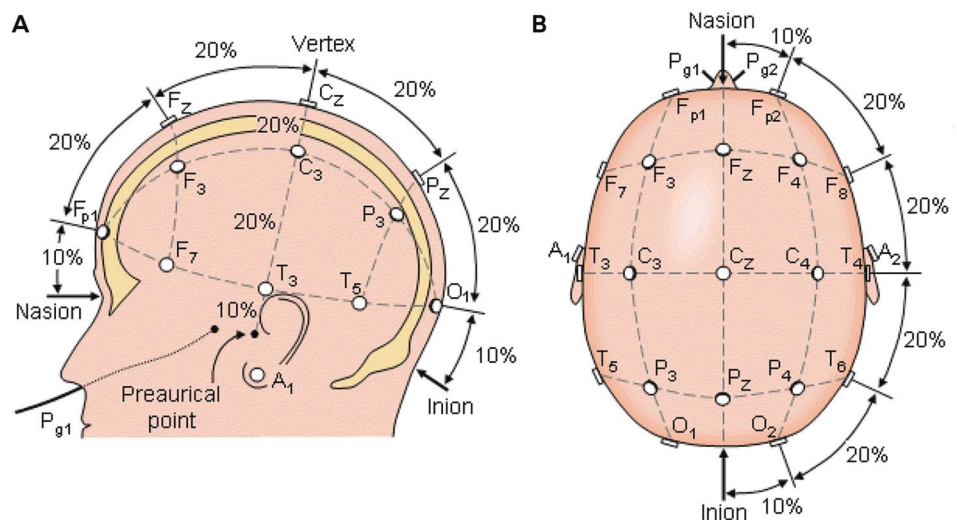 A
Vertex
20%
20%
Fz
Cz
20%
20%
F3
C3
Pz
Fp1
20%
P3
20%
10%
F7
T3
T5
O1
Nasion
10%
10%
A1
Preaurical
point
Inion
Pg1
B
Nasion
10%
Pg1
Pg2
Fp1
Fp2
20%
F7
F3
Fz
F4
F8
20%
A1
T3
C3
Cz
C4
T4
A2
20%
T5
P3
Pz
P4
T6
O1
O2
20%
10%
Inion